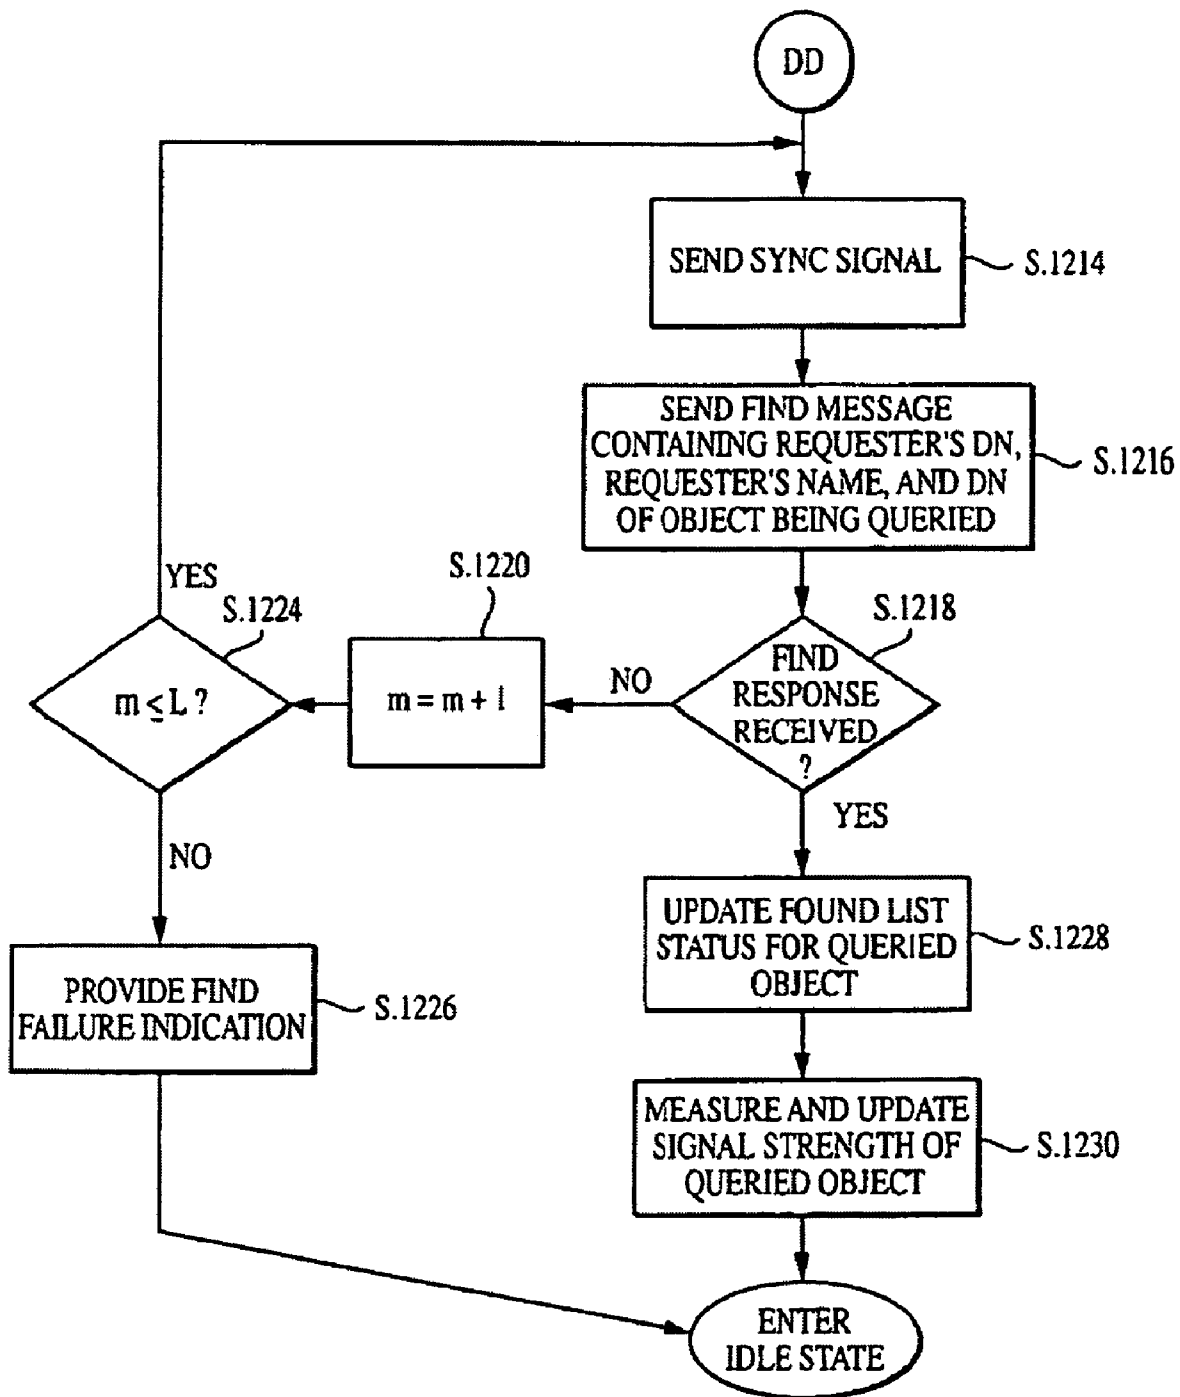 DD
SEND SYNC SIGNAL
S.1214
SEND FIND MESSAGE
CONTAINING REQUESTER'S DN,
REQUESTER'S NAME, AND DN
OF OBJECT BEING QUERIED
S.1216
S.1218
FIND
RESPONSE
RECEIVED
?
NO
YES
S.1220
m = m + 1
S.1224
m ≤ L ?
YES
NO
PROVIDE FIND
FAILURE INDICATION
S.1226
UPDATE FOUND LIST
STATUS FOR QUERIED
OBJECT
S.1228
MEASURE AND UPDATE
SIGNAL STRENGTH OF
QUERIED OBJECT
S.1230
ENTER
IDLE STATE